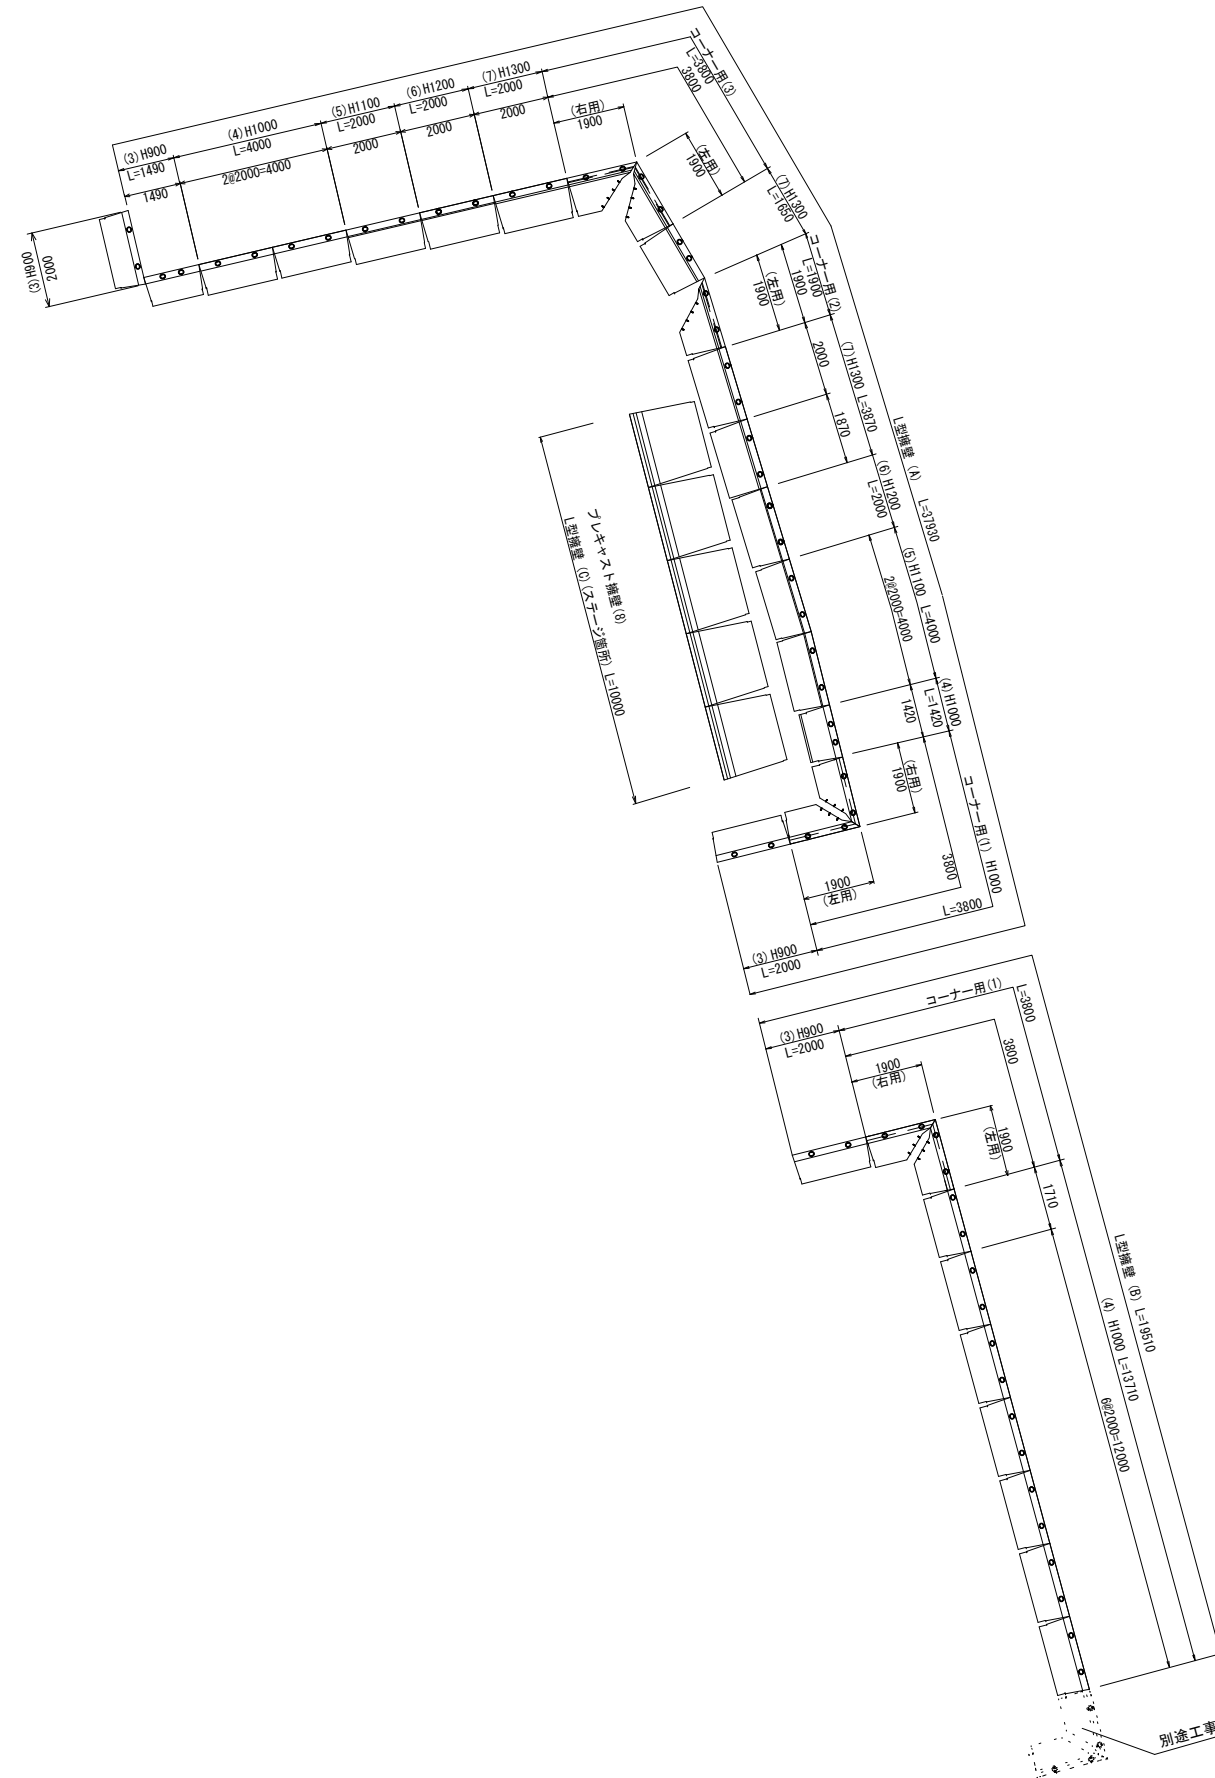 コーナー用(3)
L=3800
3800
(7)H1300
L=2000
2000
(6)H1200
L=2000
2000
(5)H1100
L=2000
2000
(4)H1000
L=4000
2@2000=4000
(3)H900
L=1490
1490
(右用)
1900
(左用)
1900
(3)H900
2000
(7)H1300
L=1650
コーナー用(2)
L=1900
1900
(左用)
1900
2000
(7)H1300 L=3870
1870
L型擁壁 (A) L=37930
(6)H1200
L=2000
(5)H1100 L=4000
2@2000=4000
(4)H1000
L=1420
1420
プレキャスト擁壁(8)
L型擁壁 (C)(ステージ箇所) L=10000
(右用)
1900
コーナー用(1) H1000
3800
L=3800
1900
(左用)
(3)H900
L=2000
コーナー用(1)
L=3800
(3)H900
L=2000
3800
1900
(右用)
1900
(左用)
1710
L型擁壁 (B) L=19510
(4) H1000 L=13710
6@2000=12000
別途工事